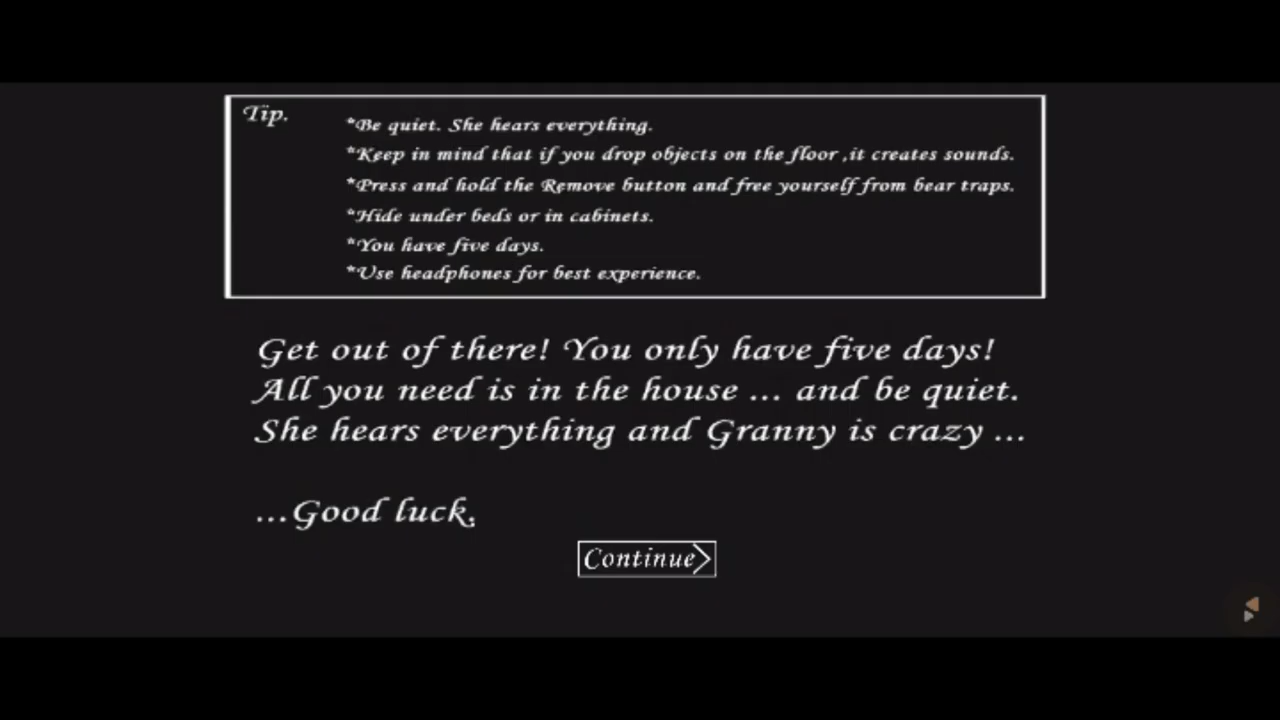 Tip.
*Be quiet. She hears everything.
*Keep in mind that if you drop objects on the floor ,it creates sounds.
*Press and hold the Remove button and free yourself from bear traps.
*Hide under beds or in cabinets.
*You have five days.
*Use headphones for best experience.
Get out of there! You only have five days!
All you need is in the house ... and be quiet.
She hears everything and Granny is crazy ...
...Good luck.
Continue